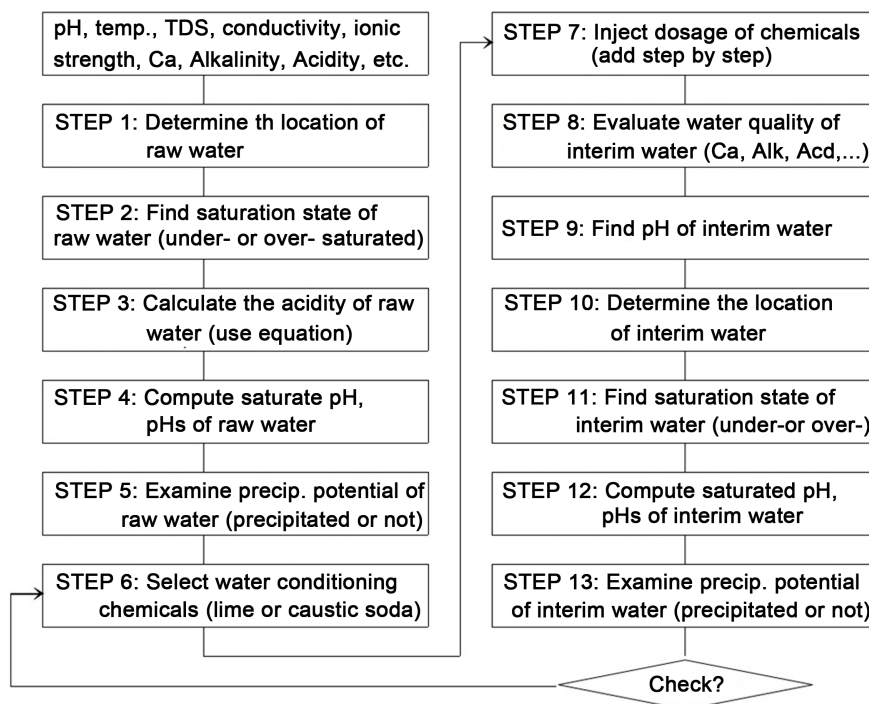 pH, temp., TDS, conductivity, ionic
strength, Ca, Alkalinity, Acidity, etc.
STEP 1: Determine th location of
raw water
STEP 2: Find saturation state of
raw water (under- or over- saturated)
STEP 3: Calculate the acidity of raw
water (use equation)
STEP 4: Compute saturate pH,
pHs of raw water
STEP 5: Examine precip. potential of
raw water (precipitated or not)
STEP 6: Select water conditioning
chemicals (lime or caustic soda)
STEP 7: Inject dosage of chemicals
(add step by step)
STEP 8: Evaluate water quality of
interim water (Ca, Alk, Acd,...)
STEP 9: Find pH of interim water
STEP 10: Determine the location
of interim water
STEP 11: Find saturation state of
interim water (under-or over-)
STEP 12: Compute saturated pH,
pHs of interim water
STEP 13: Examine precip. potential
of interim water (precipitated or not)
Check?